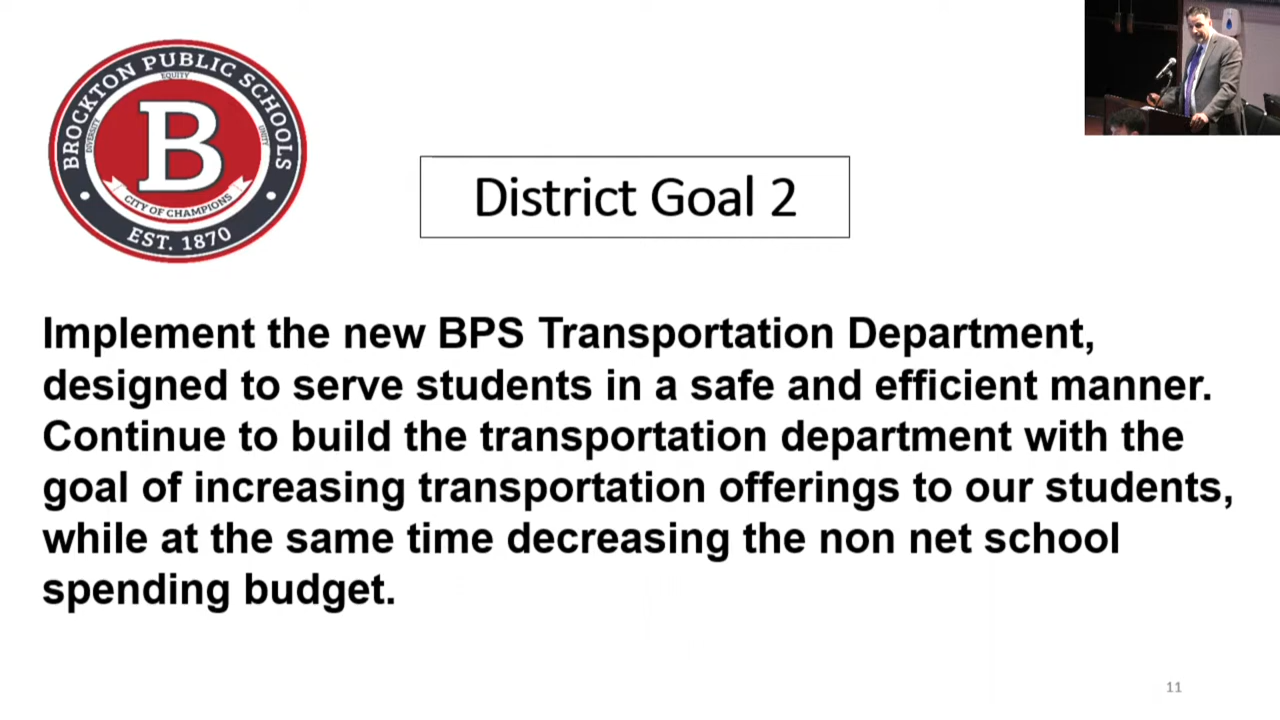 BROCKTON PUBLIC SCHOOLS
EQUITY
DIVERSITY
UNITY
B
CITY OF CHAMPIONS
EST. 1870
District Goal 2
Implement the new BPS Transportation Department,
designed to serve students in a safe and efficient manner.
Continue to build the transportation department with the
goal of increasing transportation offerings to our students,
while at the same time decreasing the non net school
spending budget.
11